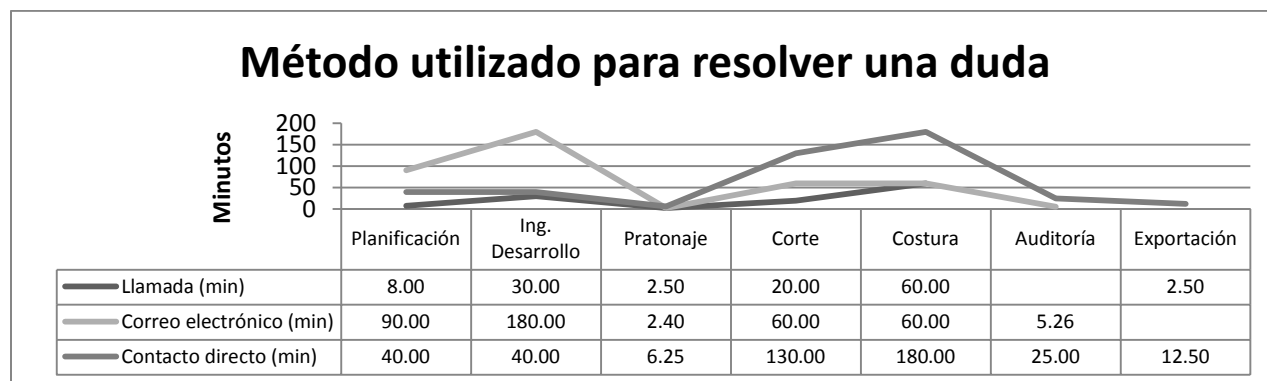 Método utilizado para resolver una duda
Minutos
200
150
100
50
0
Planificación Ing. Desarrollo Pratonaje Corte Costura Auditoría Exportación
Llamada (min) 8.00 30.00 2.50 20.00 60.00 2.50
Correo electrónico (min) 90.00 180.00 2.40 60.00 60.00 5.26
Contacto directo (min) 40.00 40.00 6.25 130.00 180.00 25.00 12.50